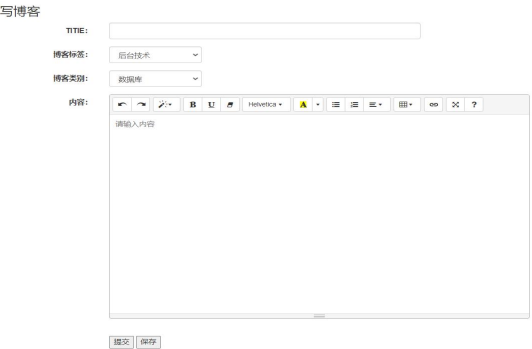 写博客
TITIE:
博客标签: 后台技术
博客类别: 数据库
内容: B U Helvetica A ?
请输入内容
提交 保存